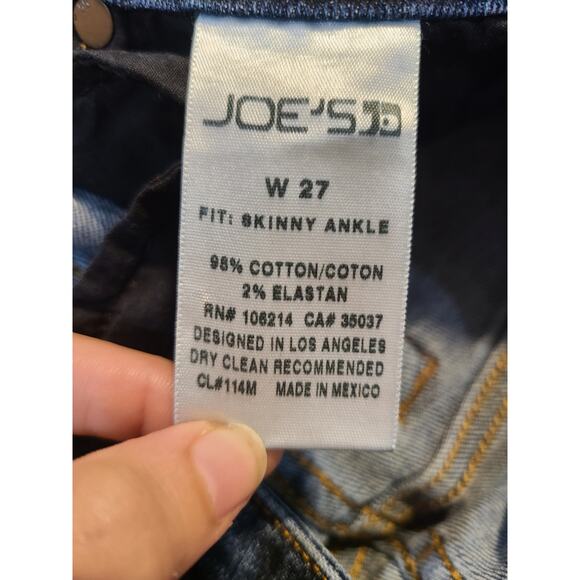 JOE'S
W 27
FIT: SKINNY ANKLE
98% COTTON/COTON
2% ELASTAN
RN# 106214 CA# 35037
DESIGNED IN LOS ANGELES
DRY CLEAN RECOMMENDED
CL#114M MADE IN MEXICO